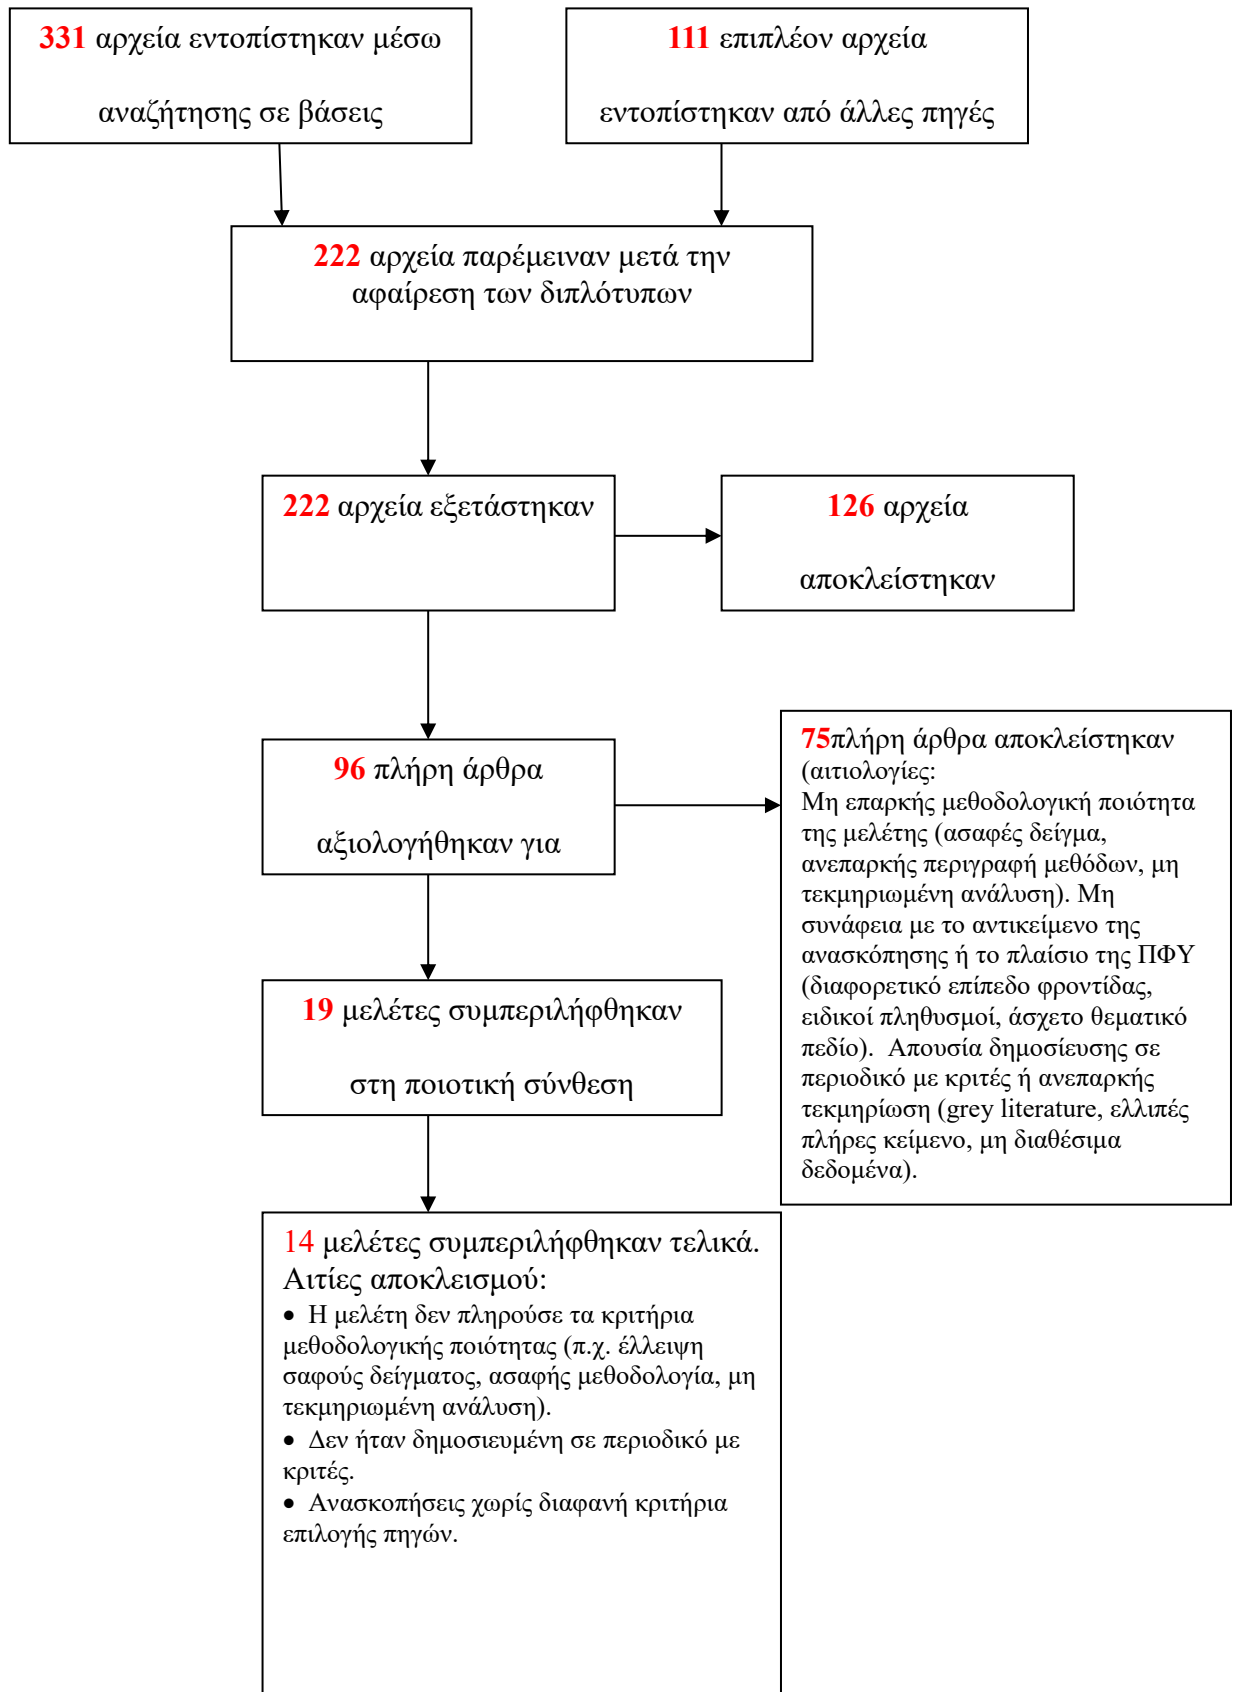 331 αρχεία εντοπίστηκαν μέσω
αναζήτησης σε βάσεις
111 επιπλέον αρχεία
εντοπίστηκαν από άλλες πηγές
222 αρχεία παρέμειναν μετά την
αφαίρεση των διπλότυπων
222 αρχεία εξετάστηκαν
126 αρχεία
αποκλείστηκαν
96 πλήρη άρθρα
αξιολογήθηκαν για
75πλήρη άρθρα αποκλείστηκαν
(αιτιολογίες:
Μη επαρκής μεθοδολογική ποιότητα
της μελέτης (ασαφές δείγμα,
ανεπαρκής περιγραφή μεθόδων, μη
τεκμηριωμένη ανάλυση). Μη
συνάφεια με το αντικείμενο της
ανασκόπησης ή το πλαίσιο της ΠΦΥ
(διαφορετικό επίπεδο φροντίδας,
ειδικοί πληθυσμοί, άσχετο θεματικό
πεδίο). Απουσία δημοσίευσης σε
περιοδικό με κριτές ή ανεπαρκής
τεκμηρίωση (grey literature, ελλιπές
πλήρες κείμενο, μη διαθέσιμα
δεδομένα).
19 μελέτες συμπεριλήφθηκαν
στη ποιοτική σύνθεση
14 μελέτες συμπεριλήφθηκαν τελικά.
Αιτίες αποκλεισμού:
• Η μελέτη δεν πληρούσε τα κριτήρια
μεθοδολογικής ποιότητας (π.χ. έλλειψη
σαφούς δείγματος, ασαφής μεθοδολογία, μη
τεκμηριωμένη ανάλυση).
• Δεν ήταν δημοσιευμένη σε περιοδικό με
κριτές.
• Ανασκοπήσεις χωρίς διαφανή κριτήρια
επιλογής πηγών.